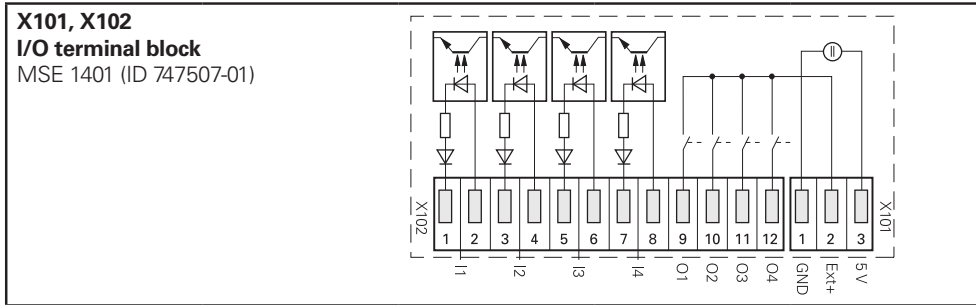 X101, X102
I/O terminal block
MSE 1401 (ID 747507-01)
X102
1 2 3 4 5 6 7 8 9 10 11 12
1 2 3
X101
I1 I2 I3 I4 O1 O2 O3 O4 GND Ext+ 5 V